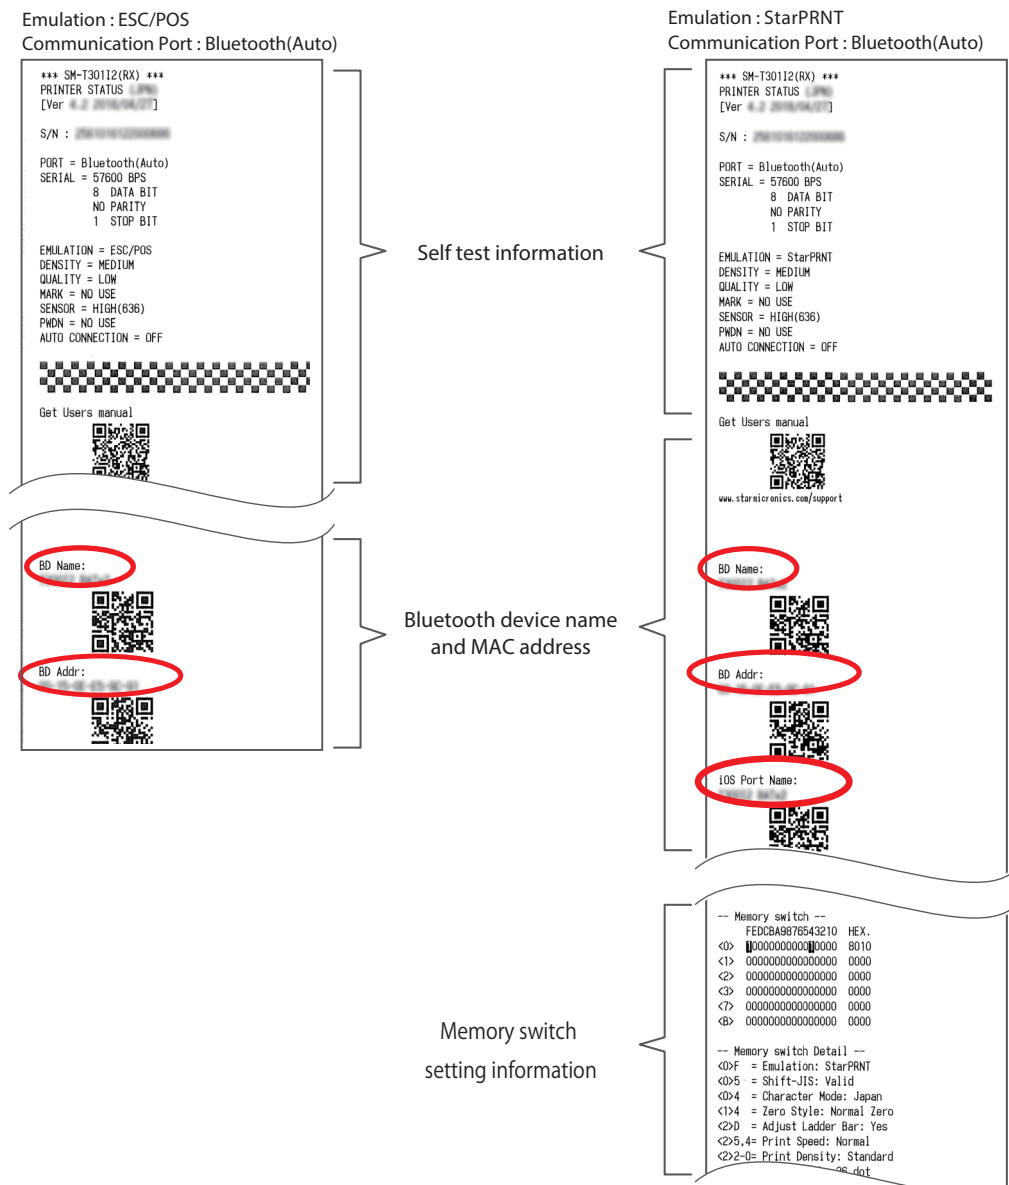 Emulation : ESC/POS
Communication Port : Bluetooth(Auto)
*** SM-T301I2(RX) ***
PRINTER STATUS
[Ver
S/N :
PORT = Bluetooth(Auto)
SERIAL = 57600 BPS
8 DATA BIT
NO PARITY
1 STOP BIT
EMULATION = ESC/POS
DENSITY = MEDIUM
QUALITY = LOW
MARK = NO USE
SENSOR = HIGH(636)
PWDN = NO USE
AUTO CONNECTION = OFF
Get Users manual
BD Name:
BD Addr:
Self test information
Bluetooth device name
and MAC address
Memory switch
setting information
Emulation : StarPRNT
Communication Port : Bluetooth(Auto)
*** SM-T301I2(RX) ***
PRINTER STATUS
[Ver
S/N :
PORT = Bluetooth(Auto)
SERIAL = 57600 BPS
8 DATA BIT
NO PARITY
1 STOP BIT
EMULATION = StarPRNT
DENSITY = MEDIUM
QUALITY = LOW
MARK = NO USE
SENSOR = HIGH(636)
PWDN = NO USE
AUTO CONNECTION = OFF
Get Users manual
www.starmicronics.com/support
BD Name:
BD Addr:
iOS Port Name:
-- Memory switch --
FEDCBA9876543210 HEX.
<0> 1000000000010000 8010
<1> 0000000000000000 0000
<2> 0000000000000000 0000
<3> 0000000000000000 0000
<7> 0000000000000000 0000
<B> 0000000000000000 0000
-- Memory switch Detail --
<0>F = Emulation: StarPRNT
<0>5 = Shift-JIS: Valid
<0>4 = Character Mode: Japan
<1>4 = Zero Style: Normal Zero
<2>D = Adjust Ladder Bar: Yes
<2>5,4= Print Speed: Normal
<2>2-0= Print Density: Standard
dot